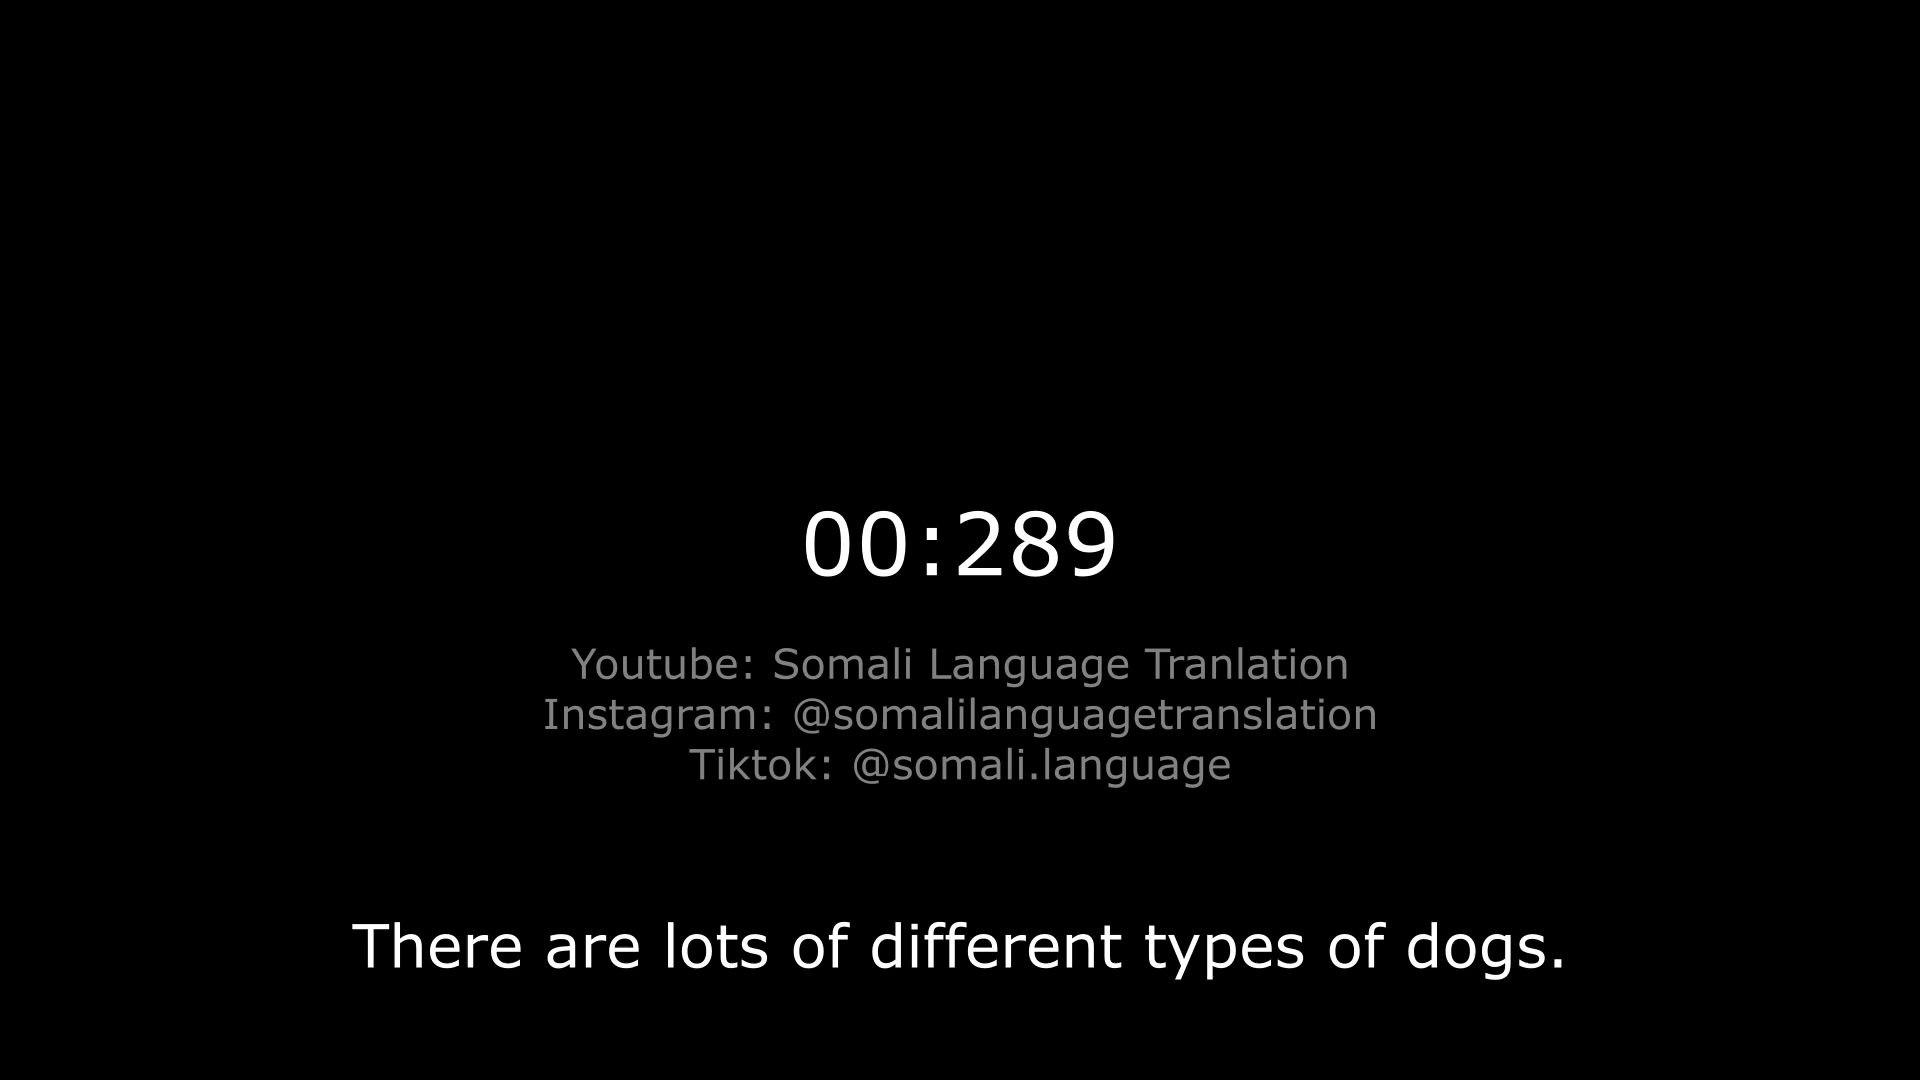 00:289
Youtube: Somali Language Tranlation
Instagram: @somalilanguagetranslation
Tiktok: @somali.language
There are lots of different types of dogs.